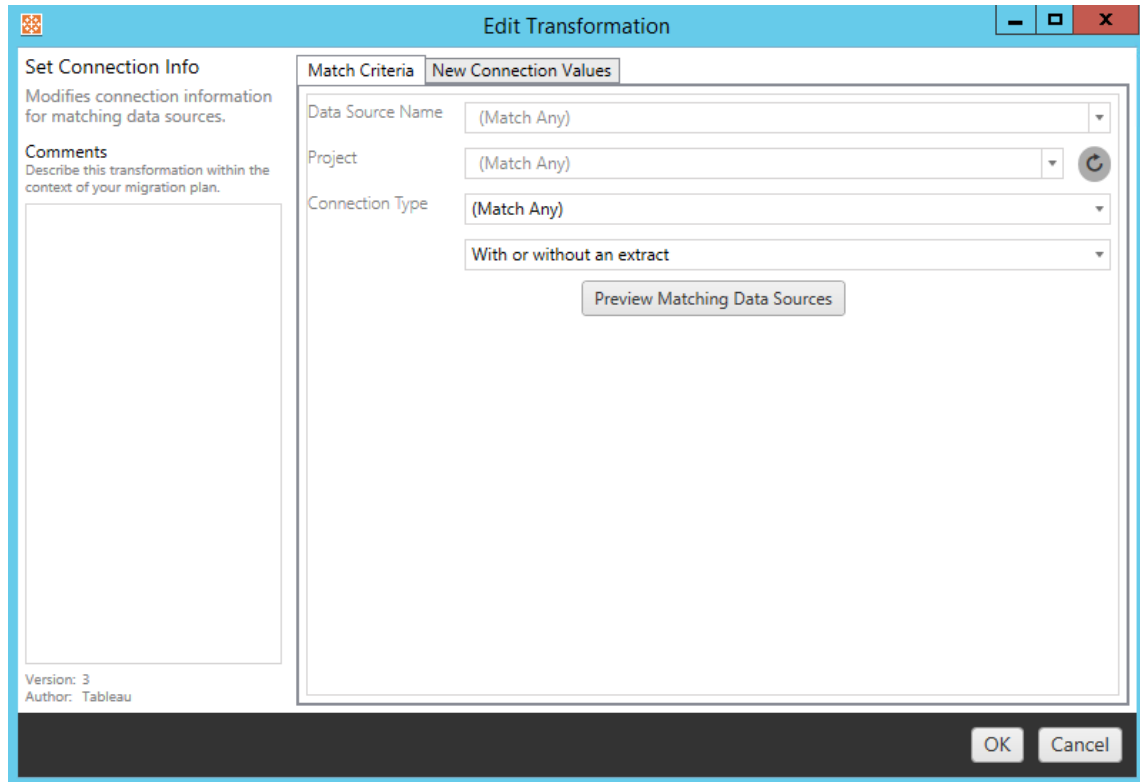 Edit Transformation
Set Connection Info
Modifies connection information
for matching data sources.
Comments
Describe this transformation within the
context of your migration plan.
Version: 3
Author: Tableau
Match Criteria
New Connection Values
Data Source Name
(Match Any)
Project
(Match Any)
Connection Type
(Match Any)
With or without an extract
Preview Matching Data Sources
OK
Cancel